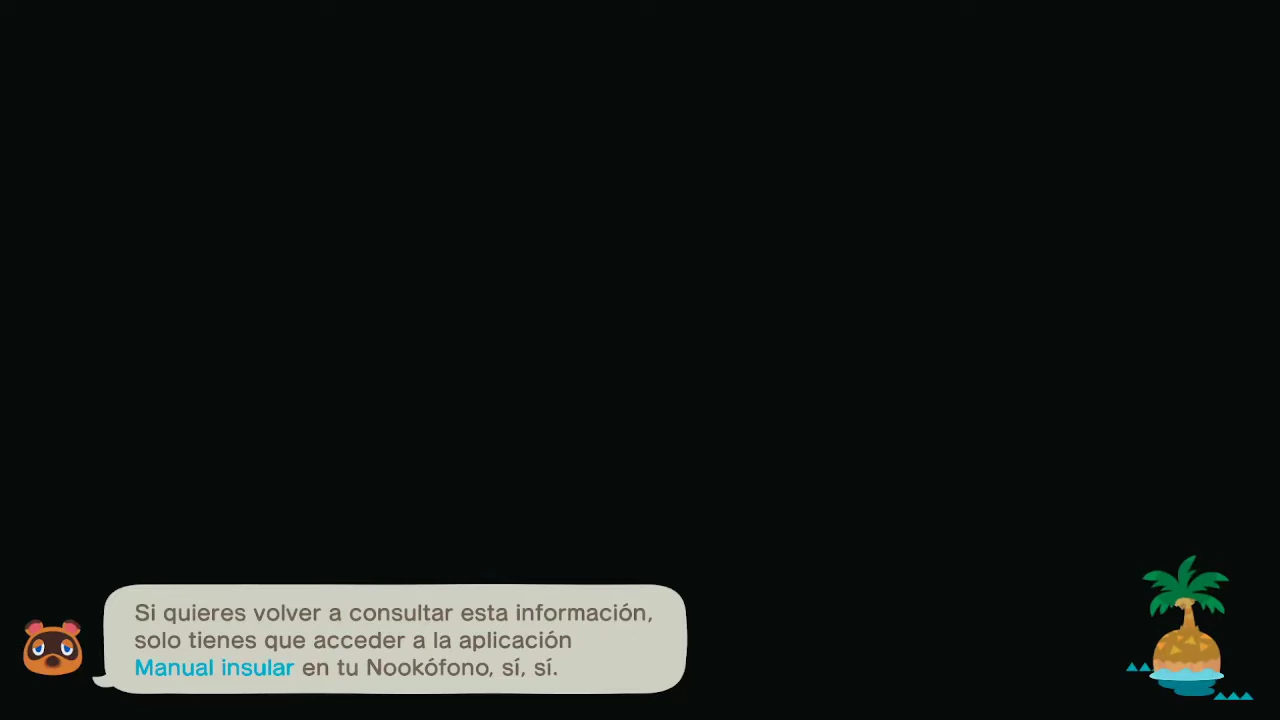 Si quieres volver a consultar esta información,
solo tienes que acceder a la aplicación
Manual insular en tu Nookófono, sí, sí.